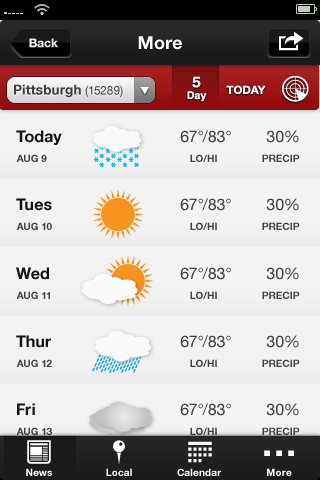 Back
More
Pittsburgh (15289)
5
Day
TODAY
Today
AUG 9
67°/83°
LO/HI
30%
PRECIP
Tues
AUG 10
67°/83°
LO/HI
30%
PRECIP
Wed
AUG 11
67°/83°
LO/HI
30%
PRECIP
Thur
AUG 12
67°/83°
LO/HI
30%
PRECIP
Fri
AUG 13
67°/83°
LO/HI
30%
PRECIP
News
Local
Calendar
More